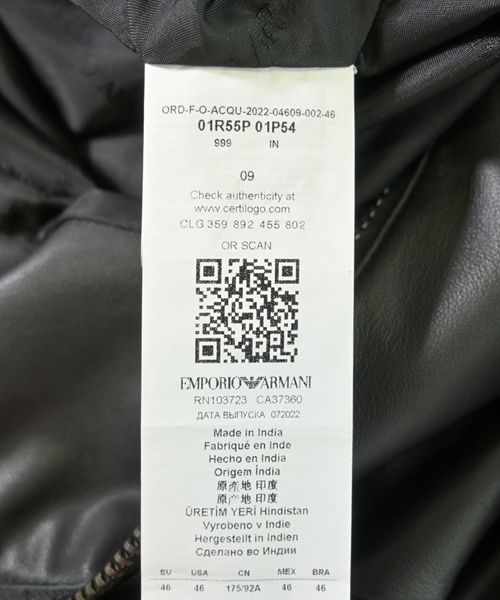 ORD-F-O-ACQU-2022-04609-002-46
01R55P 01P54
999 IN
09
Check authenticity at
www.certilogo.com
CLG 359 892 455 802
OR SCAN
EMPORIO ARMANI
RN103723 CA37360
ДАТА ВЫПУСКА 072022
Made in India
Fabriqué en Inde
Hecho en India
Origem Índia
原產地 印度
原产地 印度
ÜRETİM YERİ Hindistan
Vyrobeno v Indie
Hergestellt in Indien
Сделано во Индии
EU USA CN MEX BRA
46 46 175/92A 46 46